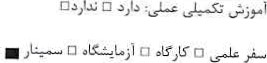 آموزش تکمیلی عملی: دارد □ ندارد□
سفر علمی □ کارگاه □ آزمایشگاه □ سمینار ■